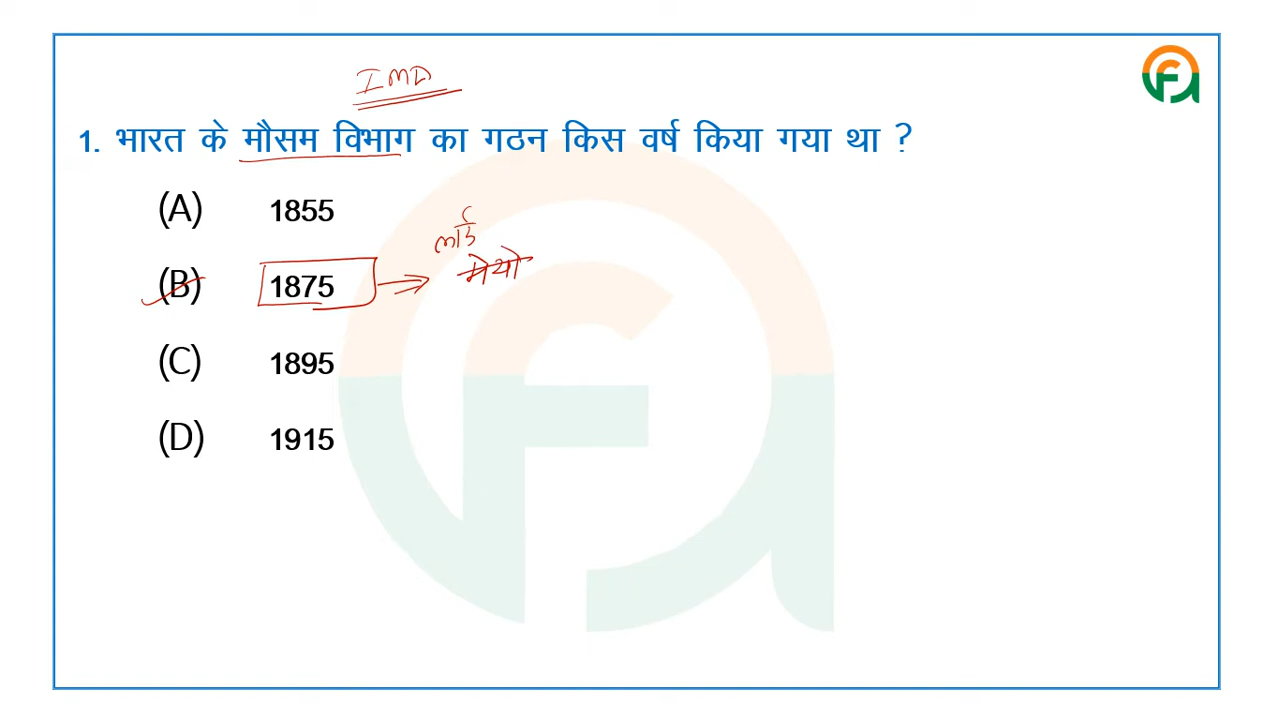 IMD
1. भारत के मौसम विभाग का गठन किस वर्ष किया गया था ?
(A) 1855
लॉर्ड
(B) 1875 → मेयो
(C) 1895
(D) 1915